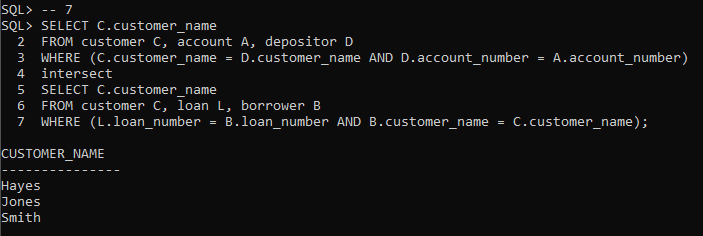 SQL> -- 7
SQL> SELECT C.customer_name
  2  FROM customer C, account A, depositor D
  3  WHERE (C.customer_name = D.customer_name AND D.account_number = A.account_number)
  4  intersect
  5  SELECT C.customer_name
  6  FROM customer C, loan L, borrower B
  7  WHERE (L.loan_number = B.loan_number AND B.customer_name = C.customer_name);

CUSTOMER_NAME
---------------
Hayes
Jones
Smith